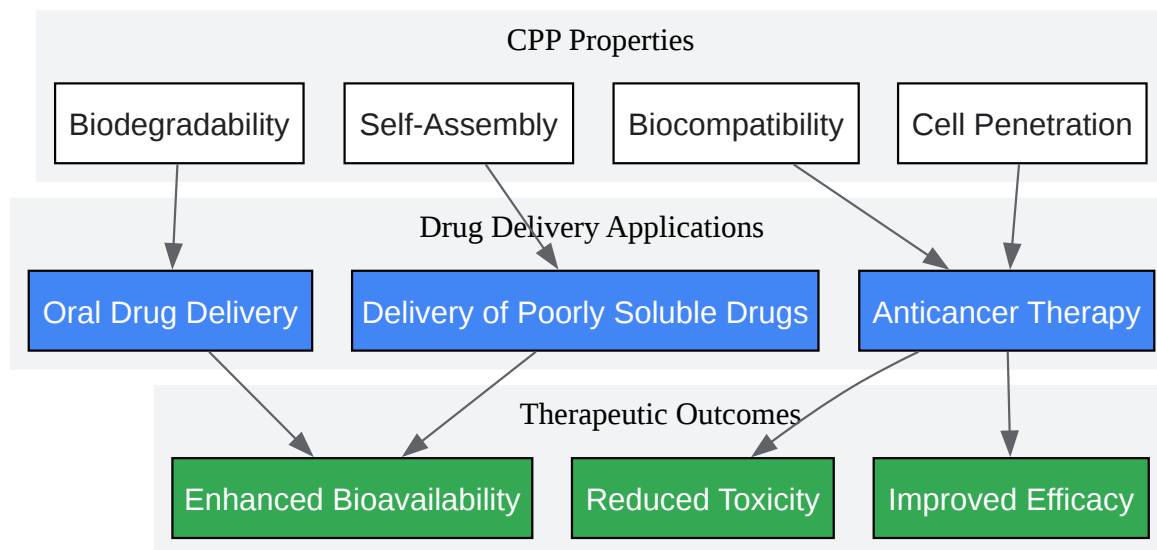 CPP Properties
Biodegradability
Self-Assembly
Biocompatibility
Cell Penetration
Drug Delivery Applications
Oral Drug Delivery
Delivery of Poorly Soluble Drugs
Anticancer Therapy
Therapeutic Outcomes
Enhanced Bioavailability
Reduced Toxicity
Improved Efficacy